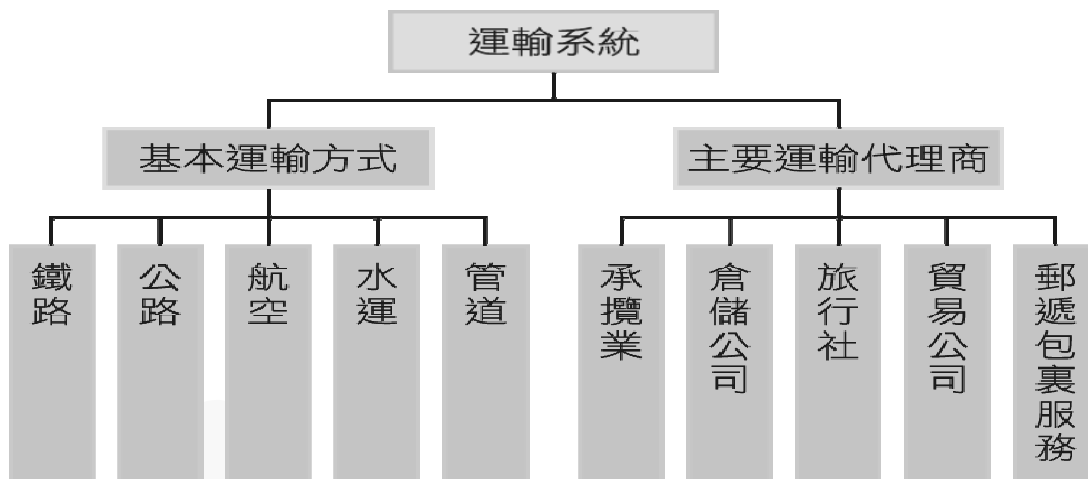 運輸系統
基本運輸方式
主要運輸代理商
鐵路
公路
航空
水運
管道
承攬業
倉儲公司
旅行社
貿易公司
郵遞包裏服務